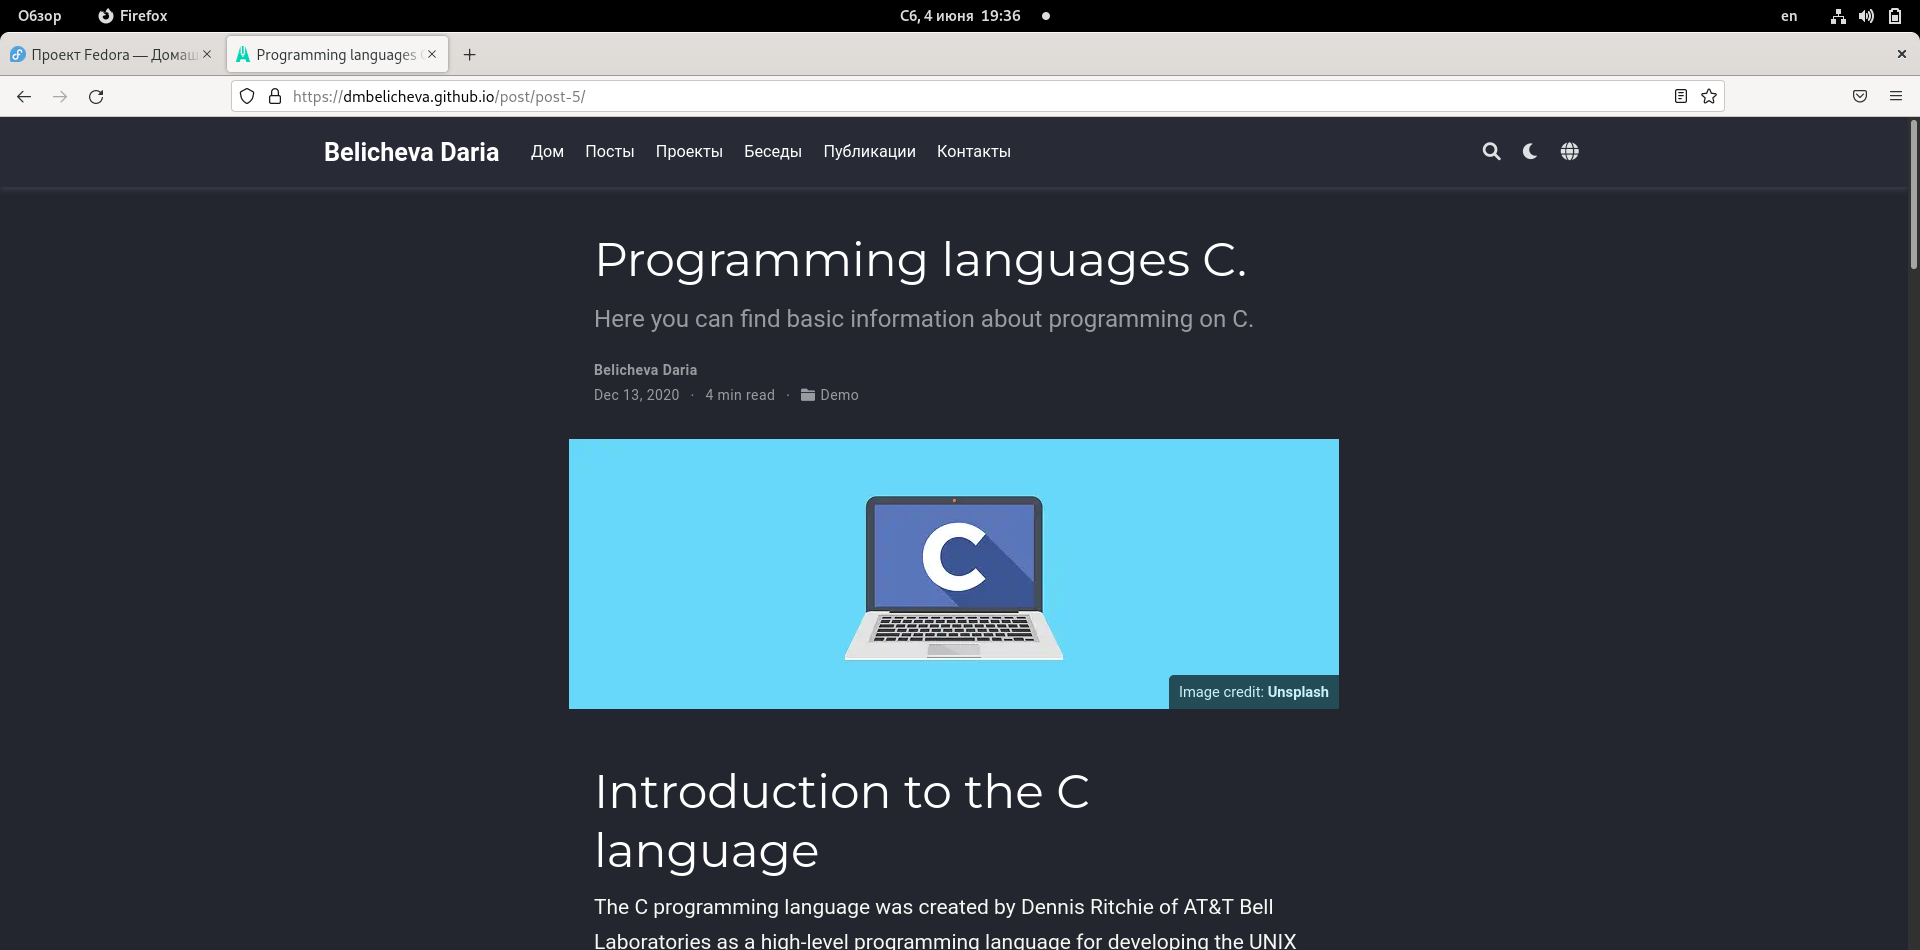 Обзор Firefox Сб, 4 июня 19:36 en
Проект Fedora — Домаш Programming languages
https://dmbelicheva.github.io/post/post-5/
Belicheva Daria Дом Посты Проекты Беседы Публикации Контакты
Programming languages C.
Here you can find basic information about programming on C.
Belicheva Daria
Dec 13, 2020 · 4 min read · Demo
C
Image credit: Unsplash
Introduction to the C
language
The C programming language was created by Dennis Ritchie of AT&T Bell
Laboratories as a high-level programming language for developing the UNIX